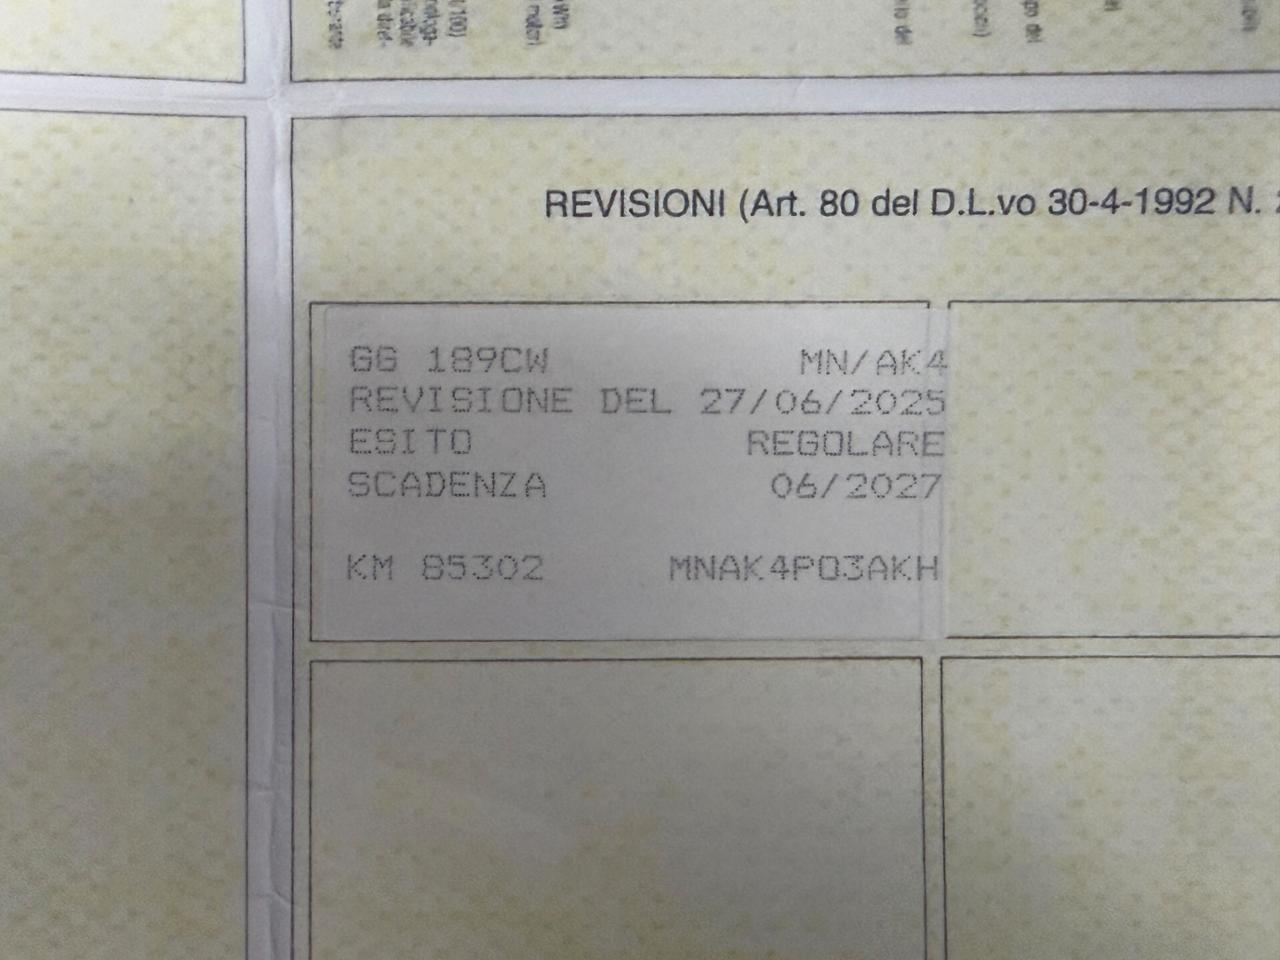 REVISIONI (Art. 80 del D.L.vo 30-4-1992 N.
GG 189CW MN/AK4
REVISIONE DEL 27/06/2025
ESITO REGOLARE
SCADENZA 06/2027
KM 85302 MNAK4P03AKH